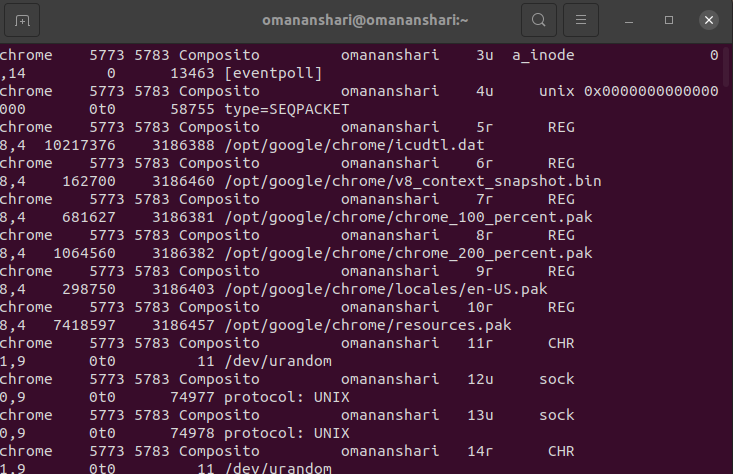 omananshari@omananshari:~
chrome    5773 5783 Composito         omananshari    3u  a_inode               0
,14         0      13463 [eventpoll]
chrome    5773 5783 Composito         omananshari    4u     unix 0x0000000000000
000       0t0      58755 type=SEQPACKET
chrome    5773 5783 Composito         omananshari    5r      REG
8,4  10217376    3186388 /opt/google/chrome/icudtl.dat
chrome    5773 5783 Composito         omananshari    6r      REG
8,4    162700    3186460 /opt/google/chrome/v8_context_snapshot.bin
chrome    5773 5783 Composito         omananshari    7r      REG
8,4    681627    3186381 /opt/google/chrome/chrome_100_percent.pak
chrome    5773 5783 Composito         omananshari    8r      REG
8,4   1064560    3186382 /opt/google/chrome/chrome_200_percent.pak
chrome    5773 5783 Composito         omananshari    9r      REG
8,4    298750    3186403 /opt/google/chrome/locales/en-US.pak
chrome    5773 5783 Composito         omananshari   10r      REG
8,4   7418597    3186457 /opt/google/chrome/resources.pak
chrome    5773 5783 Composito         omananshari   11r      CHR
1,9       0t0         11 /dev/urandom
chrome    5773 5783 Composito         omananshari   12u     sock
0,9       0t0      74977 protocol: UNIX
chrome    5773 5783 Composito         omananshari   13u     sock
0,9       0t0      74978 protocol: UNIX
chrome    5773 5783 Composito         omananshari   14r      CHR
1,9       0t0         11 /dev/urandom